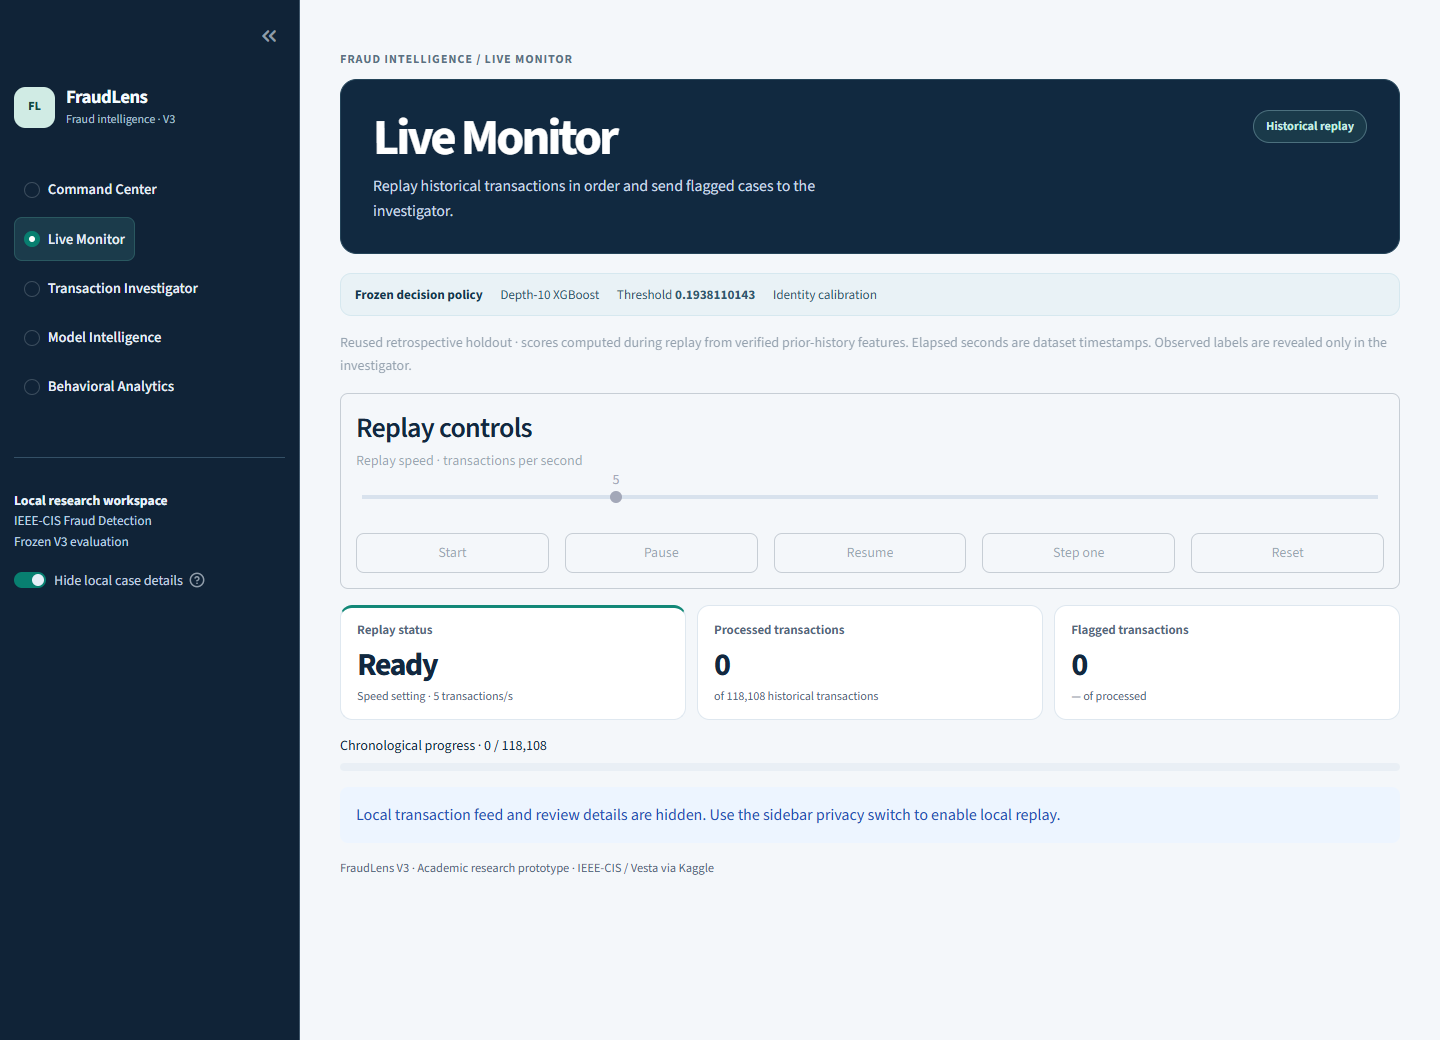 FL
FraudLens
Fraud intelligence · V3
Command Center
Live Monitor
Transaction Investigator
Model Intelligence
Behavioral Analytics
Local research workspace
IEEE-CIS Fraud Detection
Frozen V3 evaluation
Hide local case details
FRAUD INTELLIGENCE / LIVE MONITOR
Live Monitor
Historical replay
Replay historical transactions in order and send flagged cases to the
investigator.
Frozen decision policy Depth-10 XGBoost Threshold 0.1938110143 Identity calibration
Reused retrospective holdout · scores computed during replay from verified prior-history features. Elapsed seconds are dataset timestamps. Observed labels are revealed only in the
investigator.
Replay controls
Replay speed · transactions per second
5
Start Pause Resume Step one Reset
Replay status
Ready
Speed setting · 5 transactions/s
Processed transactions
0
of 118,108 historical transactions
Flagged transactions
0
— of processed
Chronological progress · 0 / 118,108
Local transaction feed and review details are hidden. Use the sidebar privacy switch to enable local replay.
FraudLens V3 · Academic research prototype · IEEE-CIS / Vesta via Kaggle